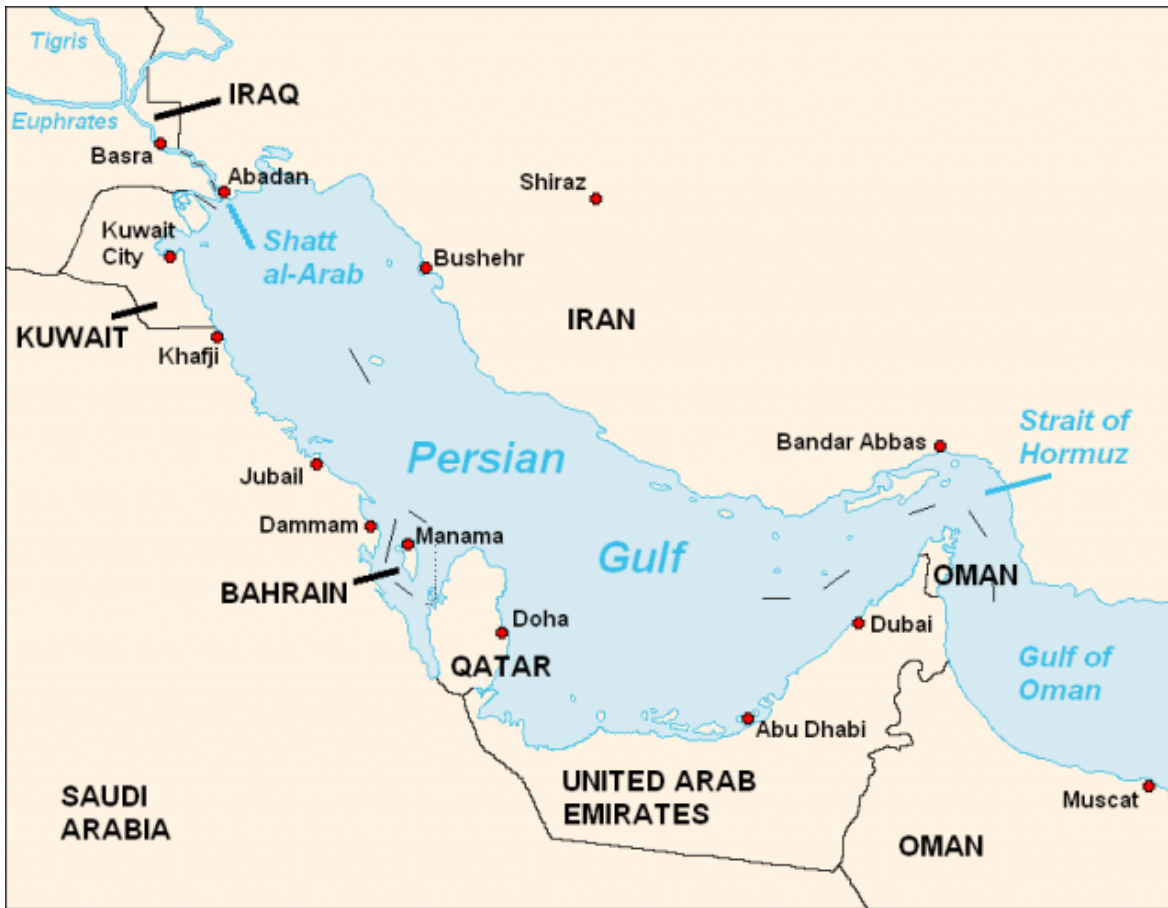 Tigris
IRAQ
Euphrates
Basra
Abadan
Shiraz
Kuwait
City
Shatt
al-Arab
Bushehr
KUWAIT
IRAN
Khafji
Strait of
Hormuz
Bandar Abbas
Persian
Jubail
Dammam
Manama
Gulf
BAHRAIN
OMAN
Doha
Dubai
QATAR
Gulf of
Oman
Abu Dhabi
UNITED ARAB
EMIRATES
SAUDI
ARABIA
Muscat
OMAN